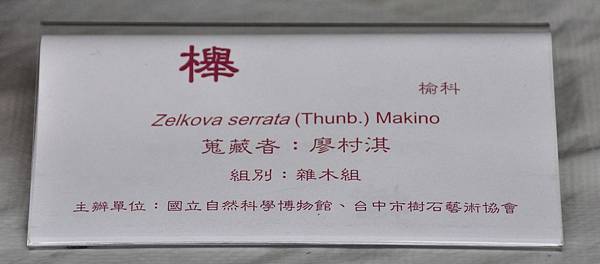 櫸
榆科
Zelkova serrata (Thunb.) Makino
蒐藏者：廖村淇
組別：雜木組
主辦單位：國立自然科學博物館、台中市樹石藝術協會